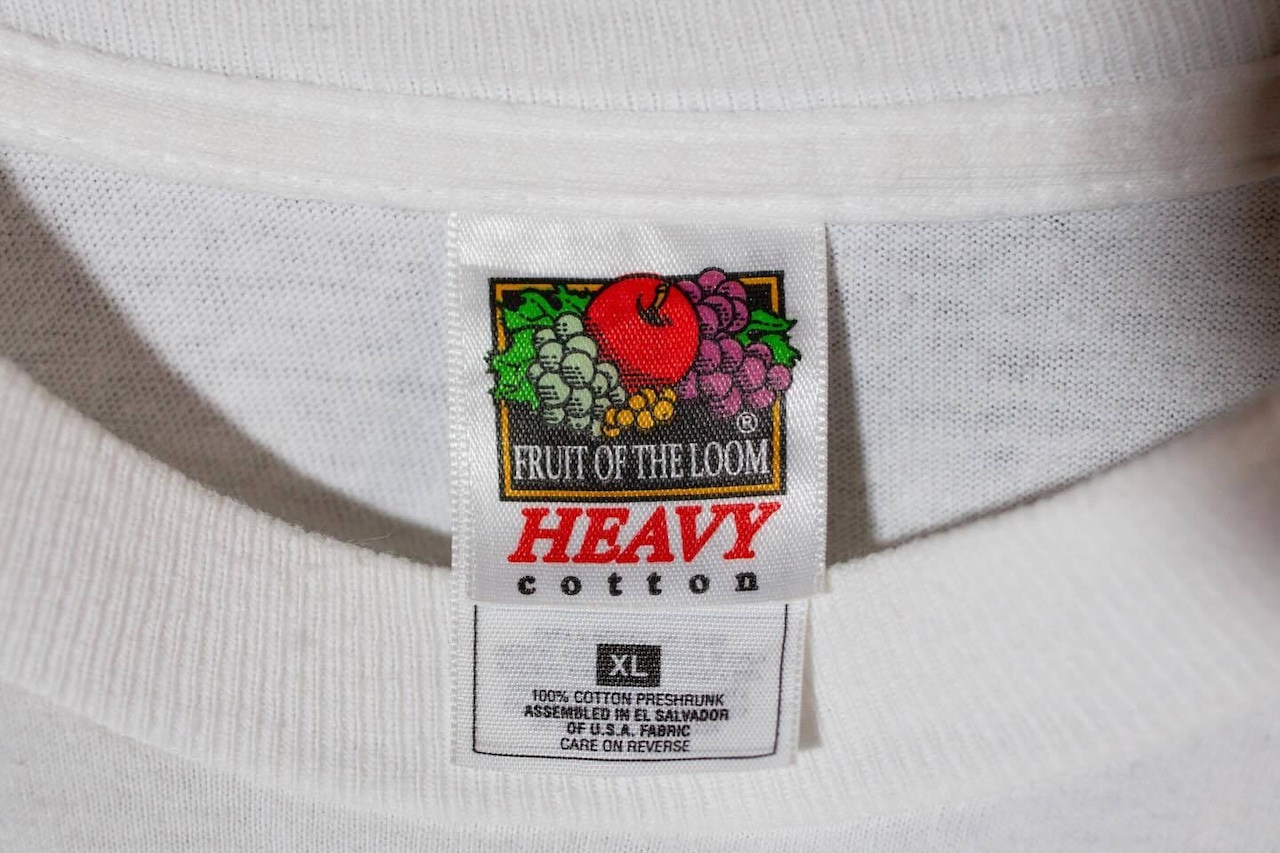 ®
FRUIT OF THE LOOM
HEAVY
cotton
XL
100% COTTON PRESHRUNK
ASSEMBLED IN EL SALVADOR
OF U.S.A. FABRIC
CARE ON REVERSE